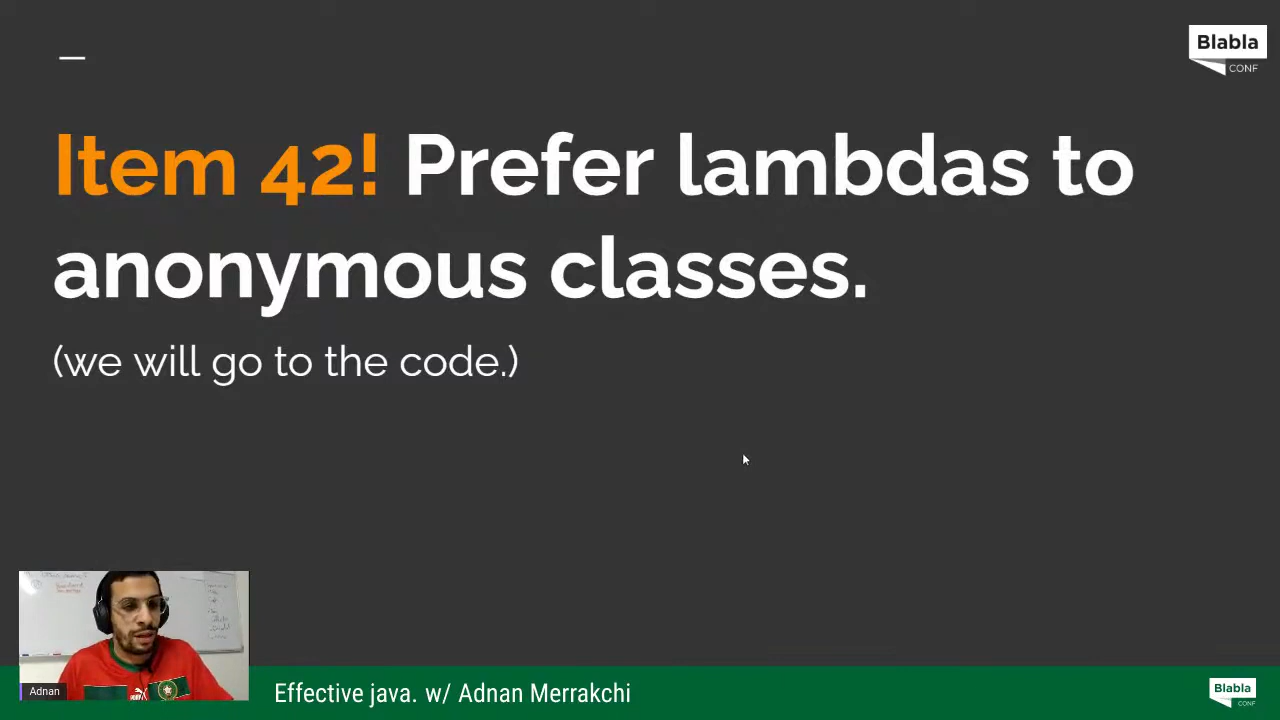 Blabla
CONF
Item 42! Prefer lambdas to
anonymous classes.
(we will go to the code.)
Adnan
Effective java. w/ Adnan Merrakchi
Blabla
CONF